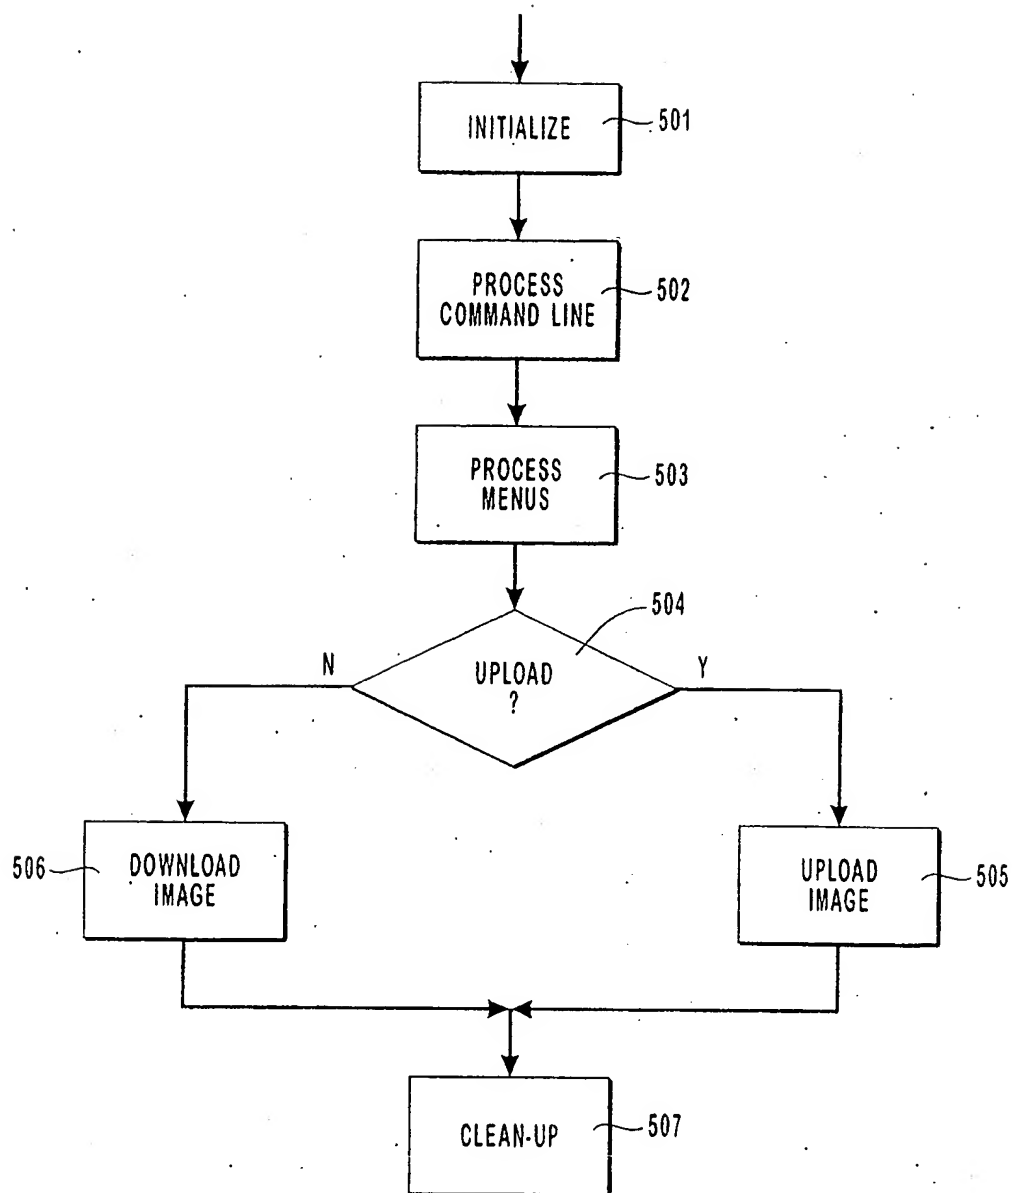 INITIALIZE
501
PROCESS
COMMAND LINE
502
PROCESS
MENUS
503
504
N
UPLOAD
?
Y
506
DOWNLOAD
IMAGE
UPLOAD
IMAGE
505
CLEAN-UP
507